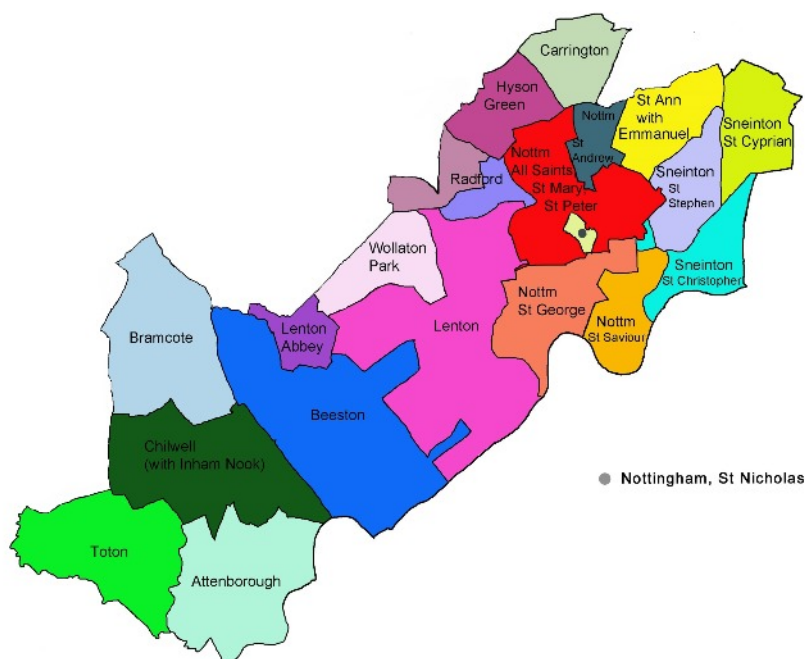 Carrington
Hyson
Green
Nottm
St
Andrew
St Ann
with
Emmanuel
Sneinton
St Cyprian
Radford
Nottm
All Saints
St Mary
St Peter
Sneinton
St
Stephen
Wollaton
Park
Sneinton
St Christopher
Nottm
St George
Nottm
St Saviour
Bramcote
Lenton
Abbey
Lenton
Beeston
Chilwell
(with Inham Nook)
Nottingham, St Nicholas
Toton
Attenborough